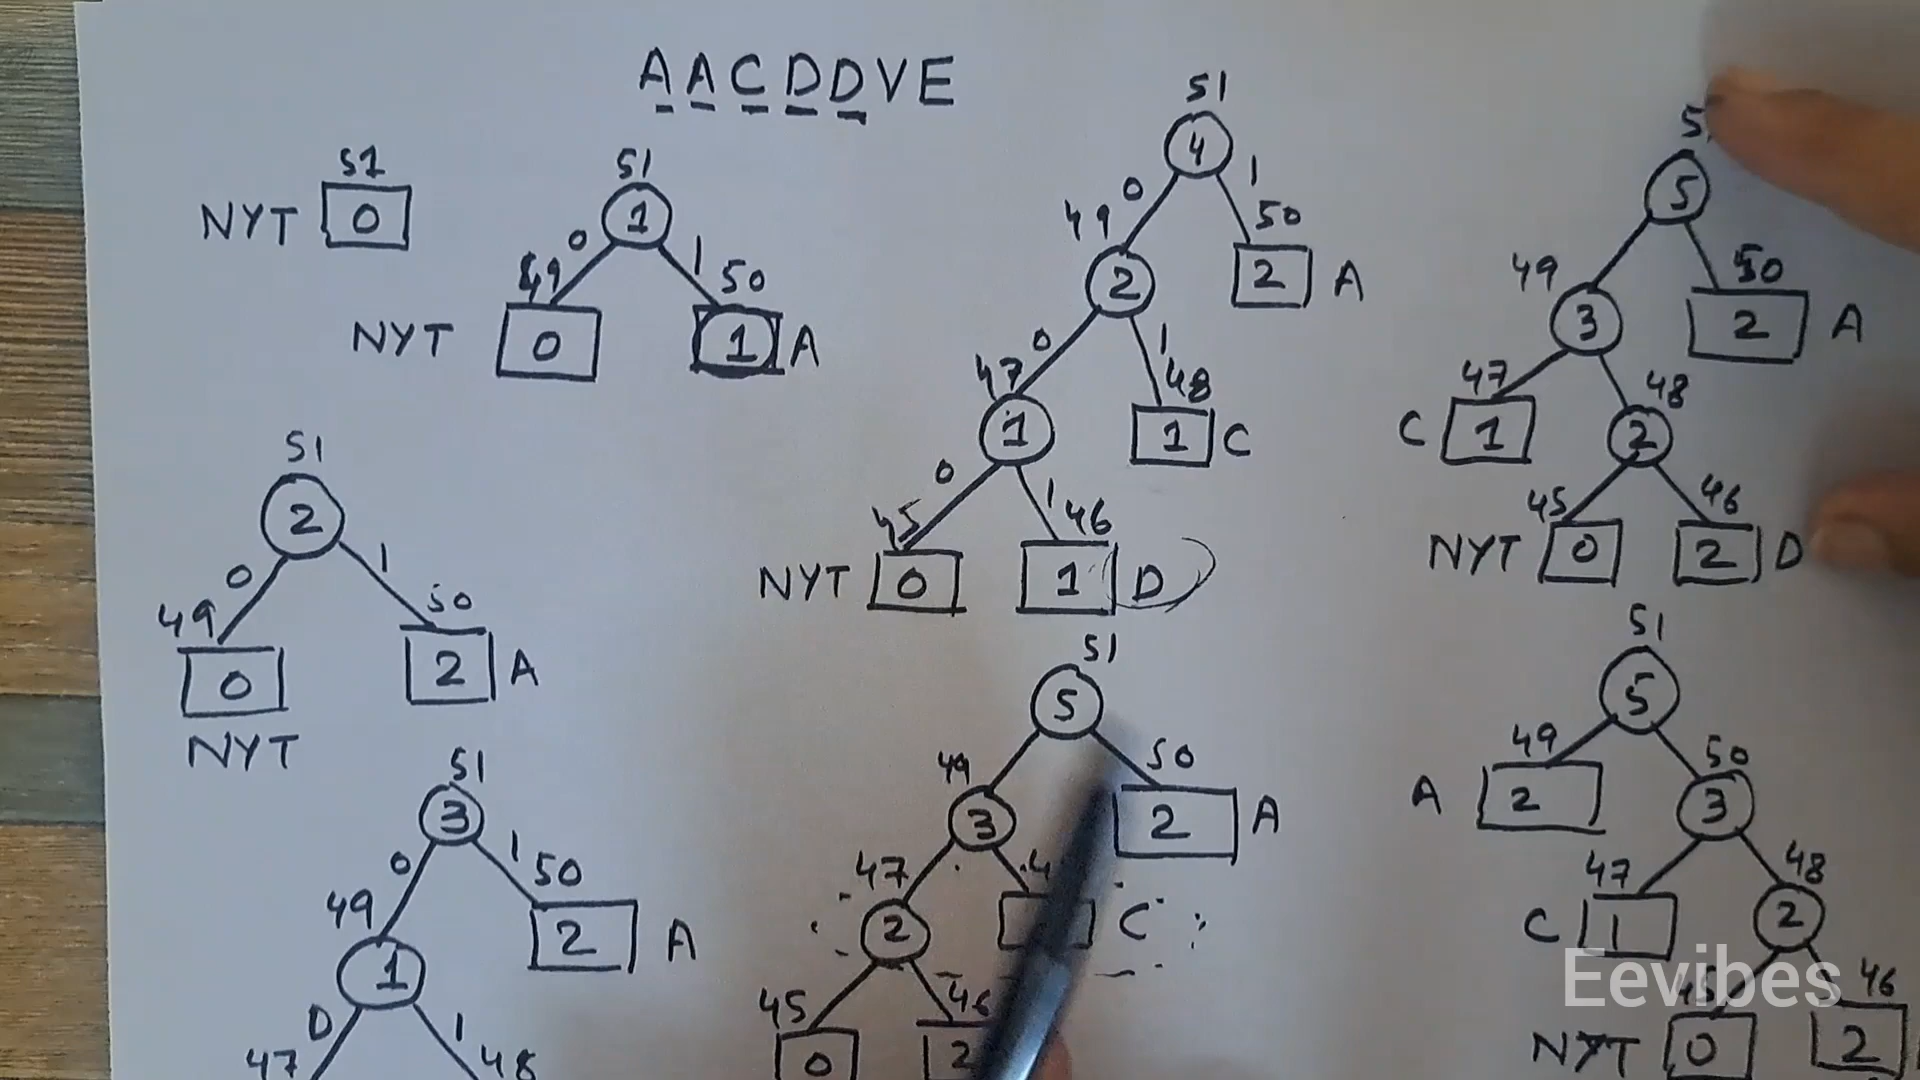 AACDDVE
51
NYT 0
51
1
0 1
49 50
NYT 0 1 A
51
2
0 1
49 50
0 2 A
NYT
51
3
0 1
49 50
1 2 A
0 1
47 48
51
4
0 1
49 50
2 2 A
0 1
47 48
1 1 C
0 1
45 46
NYT 0 1 D
51
5
49 50
3 2 A
47 4
2 C
45 46
0 2
5
5
49 50
3 2 A
47 48
C 1 2
45 46
NYT 0 2 D
51
5
49 50
A 2 3
47 48
C 1 2
45 46
NYT 0 2
Eevibes